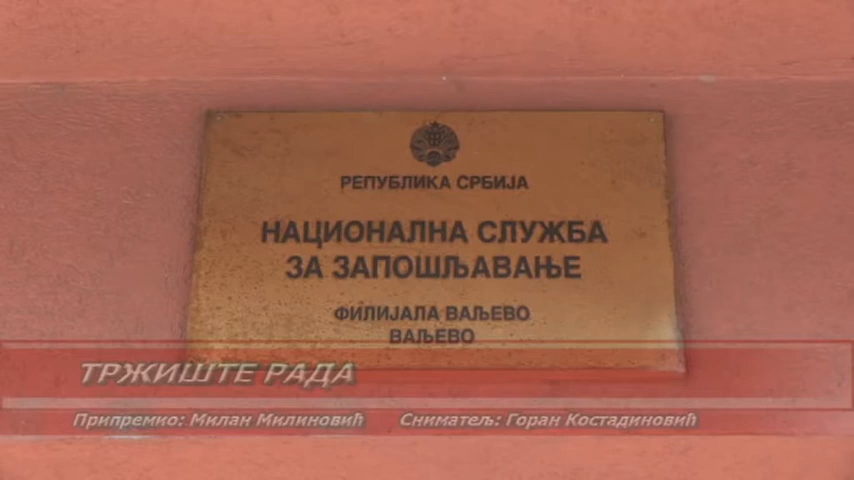 РЕПУБЛИКА СРБИЈА
НАЦИОНАЛНА СЛУЖБА
ЗА ЗАПОШЉАВАЊЕ
ФИЛИЈАЛА ВАЉЕВО
ВАЉЕВО
ТРЖИШТЕ РАДА
Припремио: Милан Милиновић Сниматељ: Горан Костадиновић